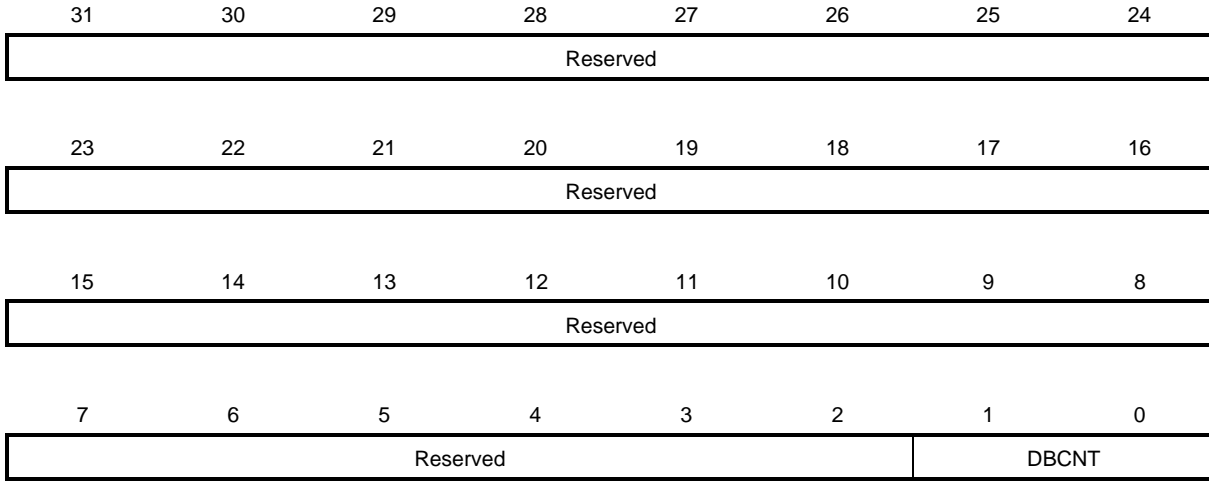 31 30 29 28 27 26 25 24
Reserved
23 22 21 20 19 18 17 16
Reserved
15 14 13 12 11 10 9 8
Reserved
7 6 5 4 3 2 1 0
Reserved DBCNT